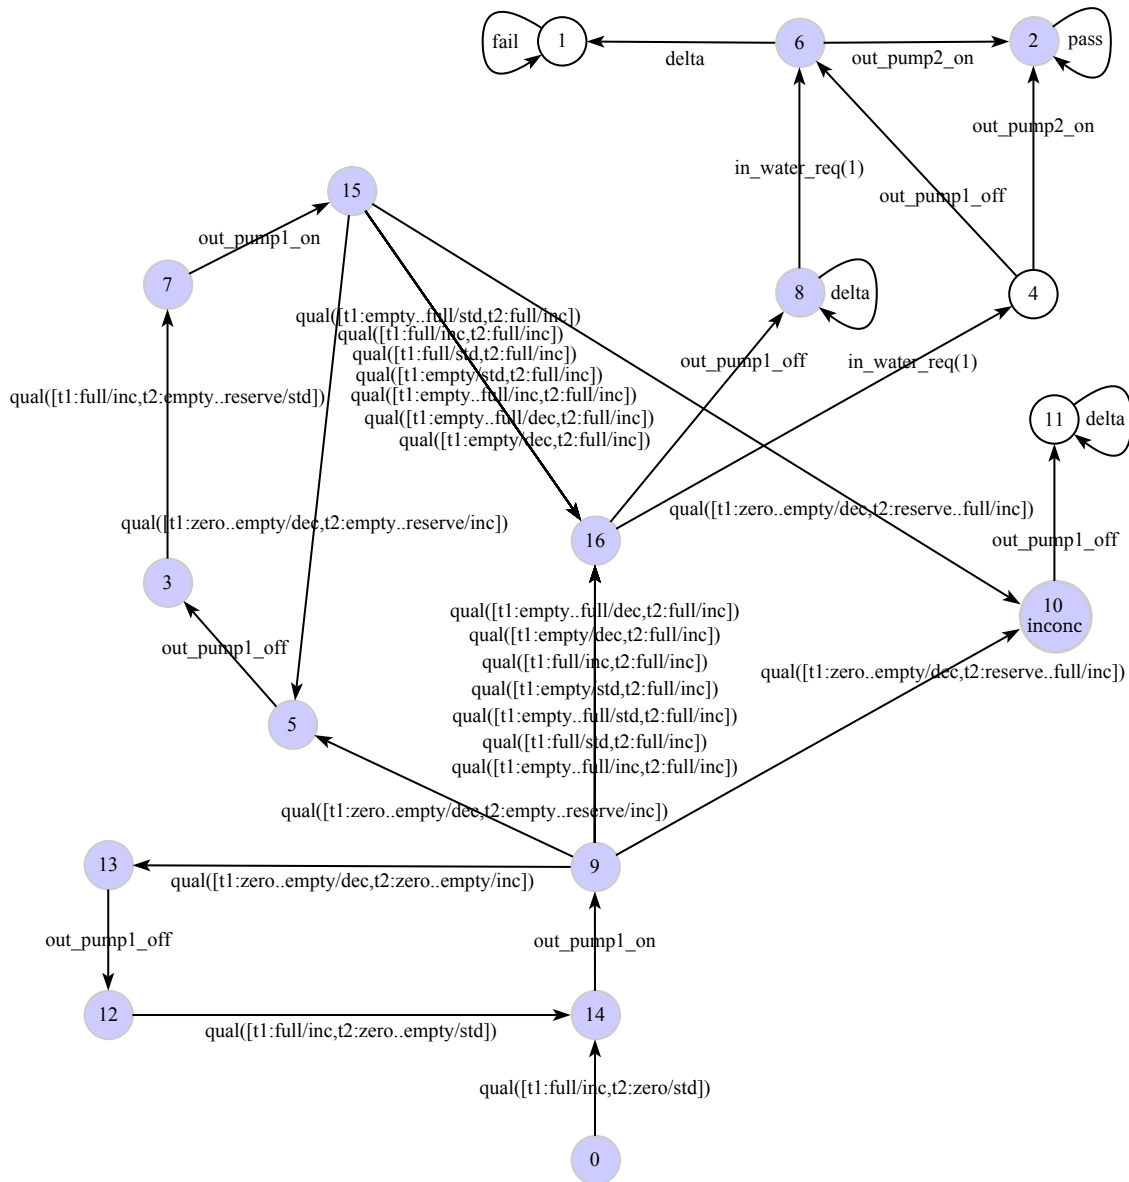 fail
1
6
2
pass
delta
out_pump2_on
out_pump2_on
in_water_req(1)
15
out_pump1_off
out_pump1_on
7
8
delta
4
qual([t1:empty..full/std,t2:full/inc])
qual([t1:full/inc,t2:full/inc])
qual([t1:full/std,t2:full/inc])
out_pump1_off
in_water_req(1)
qual([t1:empty/std,t2:full/inc])
qual([t1:full/inc,t2:empty..reserve/std])
qual([t1:empty..full/inc,t2:full/inc])
qual([t1:empty..full/dec,t2:full/inc])
11
delta
qual([t1:empty/dec,t2:full/inc])
qual([t1:zero..empty/dec,t2:reserve..full/inc])
qual([t1:zero..empty/dec,t2:empty..reserve/inc])
16
out_pump1_off
3
10
inconc
qual([t1:empty..full/dec,t2:full/inc])
qual([t1:empty/dec,t2:full/inc])
out_pump1_off
qual([t1:full/inc,t2:full/inc])
qual([t1:zero..empty/dec,t2:reserve..full/inc])
qual([t1:empty/std,t2:full/inc])
qual([t1:empty..full/std,t2:full/inc])
5
qual([t1:full/std,t2:full/inc])
qual([t1:empty..full/inc,t2:full/inc])
qual([t1:zero..empty/dec,t2:empty..reserve/inc])
13
9
qual([t1:zero..empty/dec,t2:zero..empty/inc])
out_pump1_off
out_pump1_on
12
14
qual([t1:full/inc,t2:zero..empty/std])
qual([t1:full/inc,t2:zero/std])
0